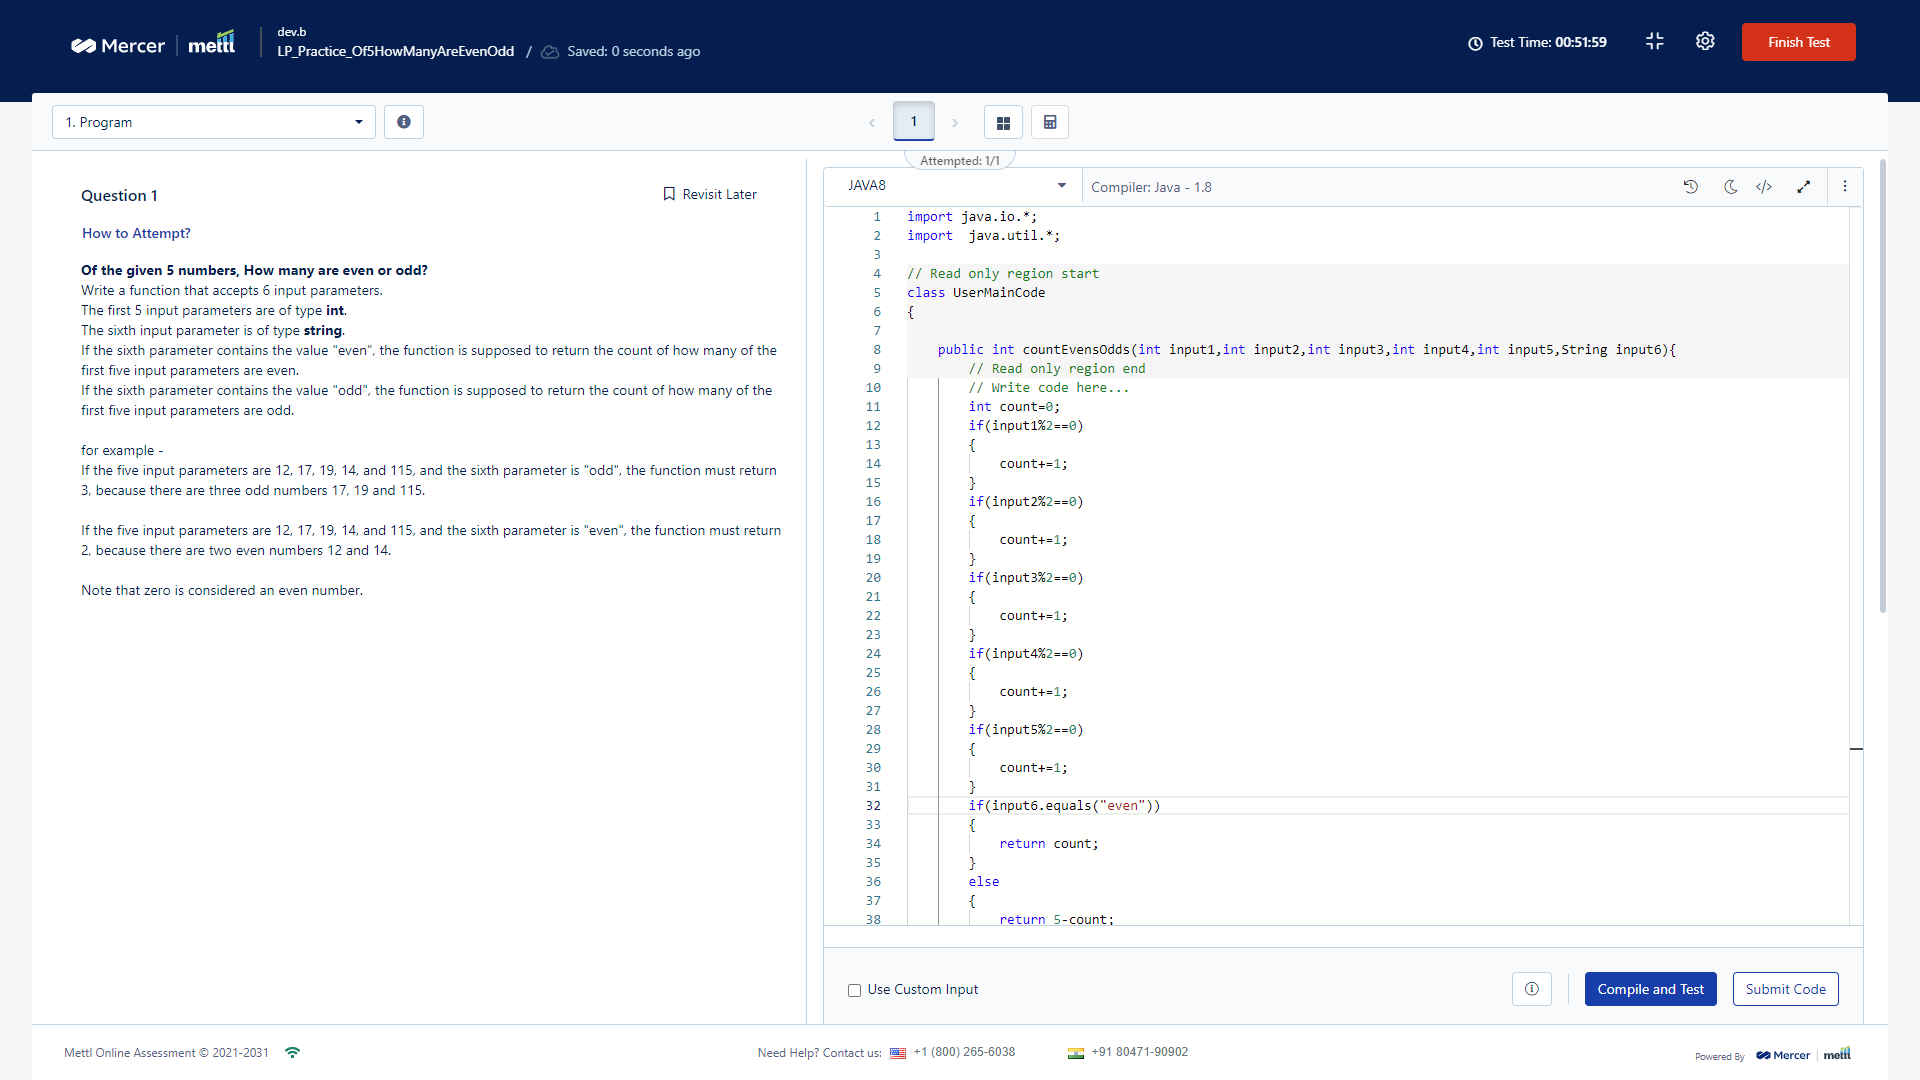 Mercer mettl
dev.b
LP_Practice_Of5HowManyAreEvenOdd / Saved: 0 seconds ago
Test Time: 00:51:59
Finish Test
1. Program
1
Attempted: 1/1
Question 1
Revisit Later
How to Attempt?
Of the given 5 numbers, How many are even or odd?
Write a function that accepts 6 input parameters.
The first 5 input parameters are of type int.
The sixth input parameter is of type string.
If the sixth parameter contains the value "even", the function is supposed to return the count of how many of the
first five input parameters are even.
If the sixth parameter contains the value "odd", the function is supposed to return the count of how many of the
first five input parameters are odd.
for example -
If the five input parameters are 12, 17, 19, 14, and 115, and the sixth parameter is "odd", the function must return
3, because there are three odd numbers 17, 19 and 115.
If the five input parameters are 12, 17, 19, 14, and 115, and the sixth parameter is "even", the function must return
2, because there are two even numbers 12 and 14.
Note that zero is considered an even number.
JAVA8
Compiler: Java - 1.8
1 import java.io.*;
2 import  java.util.*;
3
4 // Read only region start
5 class UserMainCode
6 {
7
8     public int countEvensOdds(int input1,int input2,int input3,int input4,int input5,String input6){
9         // Read only region end
10         // Write code here...
11         int count=0;
12         if(input1%2==0)
13         {
14             count+=1;
15         }
16         if(input2%2==0)
17         {
18             count+=1;
19         }
20         if(input3%2==0)
21         {
22             count+=1;
23         }
24         if(input4%2==0)
25         {
26             count+=1;
27         }
28         if(input5%2==0)
29         {
30             count+=1;
31         }
32         if(input6.equals("even"))
33         {
34             return count;
35         }
36         else
37         {
38             return 5-count;
Use Custom Input
Compile and Test
Submit Code
Mettl Online Assessment © 2021-2031
Need Help? Contact us: +1 (800) 265-6038
+91 80471-90902
Powered By Mercer mettl